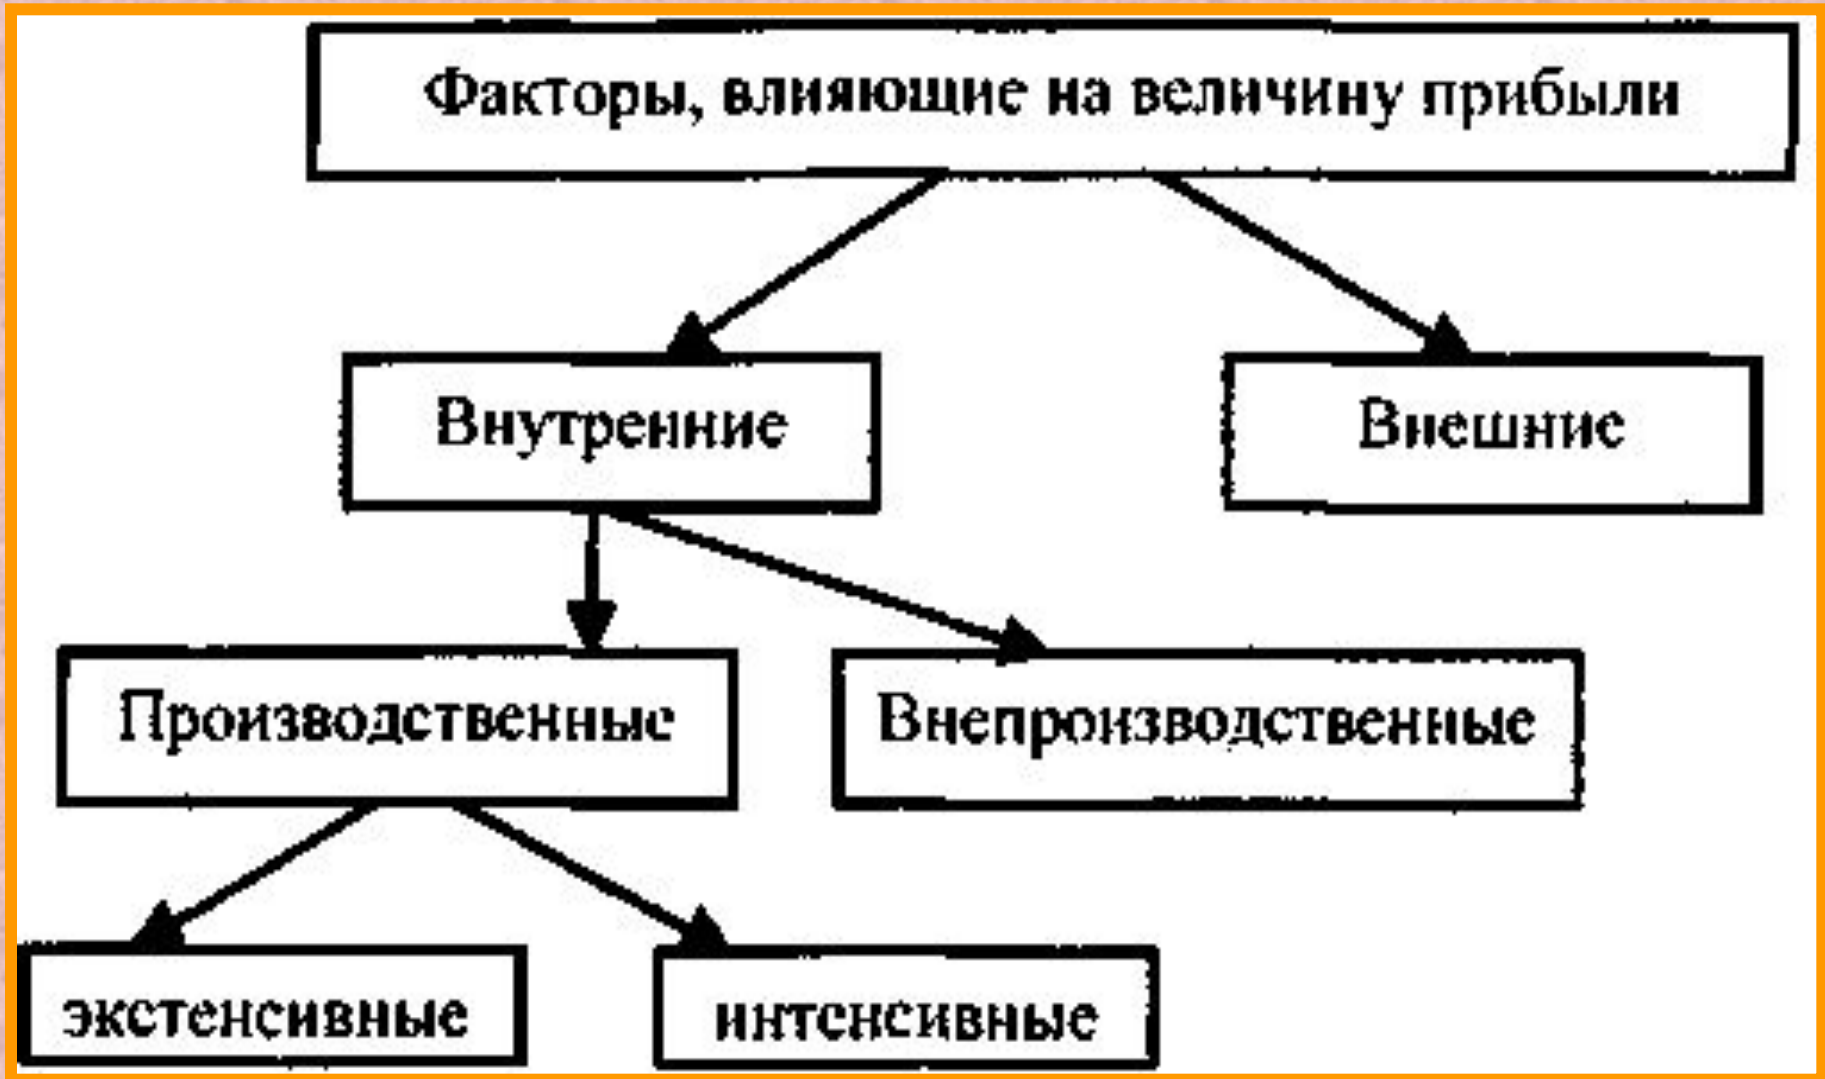 Факторы, влияющие на величину прибыли
Внутренние
Внешние
Производственные
Внепроизводственные
экстенсивные
интенсивные